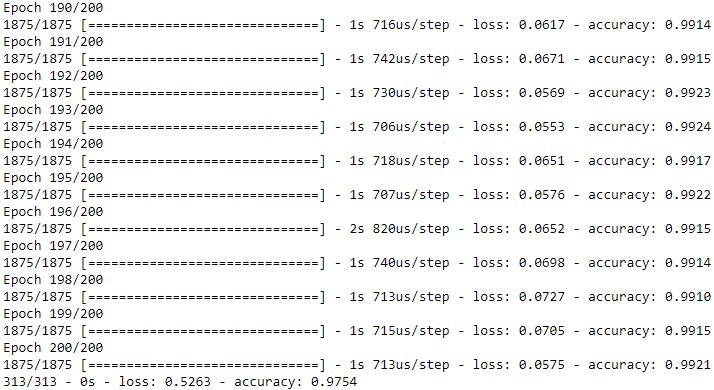 Epoch 190/200
1875/1875 [==============================] - 1s 716us/step - loss: 0.0617 - accuracy: 0.9914
Epoch 191/200
1875/1875 [==============================] - 1s 742us/step - loss: 0.0671 - accuracy: 0.9915
Epoch 192/200
1875/1875 [==============================] - 1s 730us/step - loss: 0.0569 - accuracy: 0.9923
Epoch 193/200
1875/1875 [==============================] - 1s 706us/step - loss: 0.0553 - accuracy: 0.9924
Epoch 194/200
1875/1875 [==============================] - 1s 718us/step - loss: 0.0651 - accuracy: 0.9917
Epoch 195/200
1875/1875 [==============================] - 1s 707us/step - loss: 0.0576 - accuracy: 0.9922
Epoch 196/200
1875/1875 [==============================] - 2s 820us/step - loss: 0.0652 - accuracy: 0.9915
Epoch 197/200
1875/1875 [==============================] - 1s 740us/step - loss: 0.0698 - accuracy: 0.9914
Epoch 198/200
1875/1875 [==============================] - 1s 713us/step - loss: 0.0727 - accuracy: 0.9910
Epoch 199/200
1875/1875 [==============================] - 1s 715us/step - loss: 0.0705 - accuracy: 0.9915
Epoch 200/200
1875/1875 [==============================] - 1s 713us/step - loss: 0.0575 - accuracy: 0.9921
313/313 - 0s - loss: 0.5263 - accuracy: 0.9754